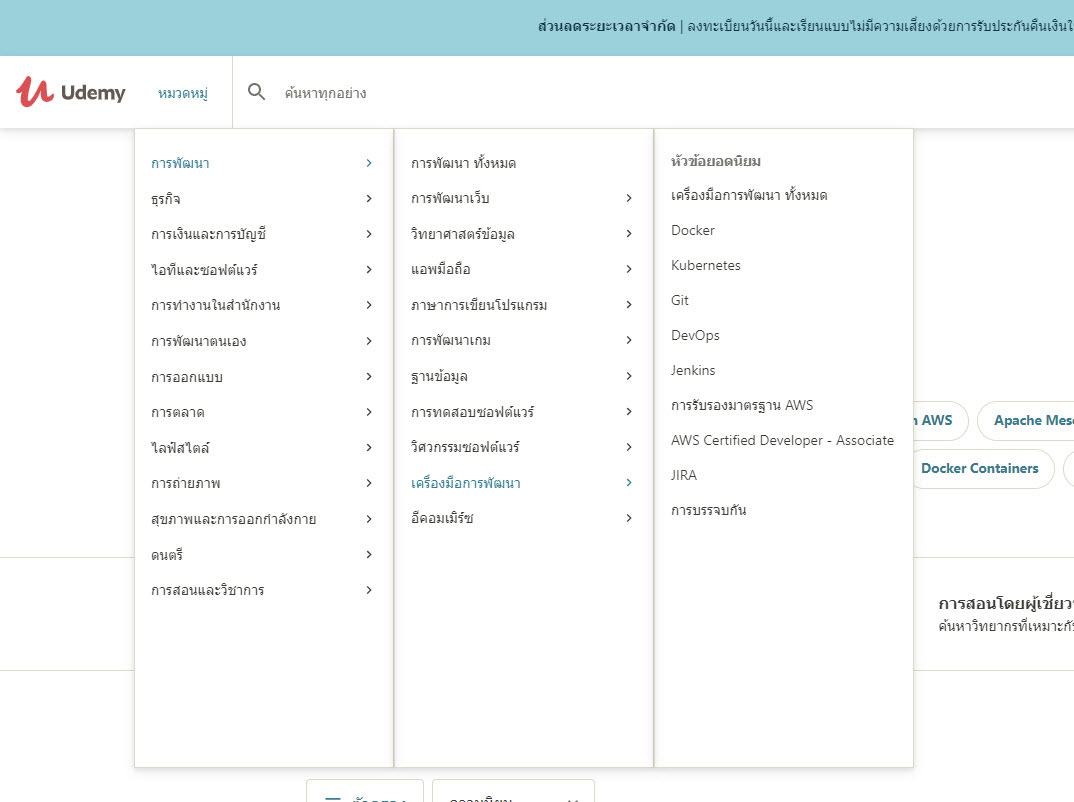 ส่วนลดระยะเวลาจำกัด | ลงทะเบียนวันนี้และเรียนแบบไม่มีความเสี่ยงด้วยการรับประกันคืนเงิน
Udemy
หมวดหมู่
ค้นหาทุกอย่าง
การพัฒนา
ธุรกิจ
การเงินและการบัญชี
ไอทีและซอฟต์แวร์
การทำงานในสำนักงาน
การพัฒนาตนเอง
การออกแบบ
การตลาด
ไลฟ์สไตล์
การถ่ายภาพ
สุขภาพและการออกกำลังกาย
ดนตรี
การสอนและวิชาการ
การพัฒนา ทั้งหมด
การพัฒนาเว็บ
วิทยาศาสตร์ข้อมูล
แอพมือถือ
ภาษาการเขียนโปรแกรม
การพัฒนาเกม
ฐานข้อมูล
การทดสอบซอฟต์แวร์
วิศวกรรมซอฟต์แวร์
เครื่องมือการพัฒนา
อีคอมเมิร์ซ
หัวข้อยอดนิยม
เครื่องมือการพัฒนา ทั้งหมด
Docker
Kubernetes
Git
DevOps
Jenkins
การรับรองมาตรฐาน AWS
AWS Certified Developer - Associate
JIRA
การบรรจบกัน
AWS
Apache
Docker Containers
การสอนโดยผู้เชี่ยว
ค้นหาวิทยากรที่เหมาะกับ